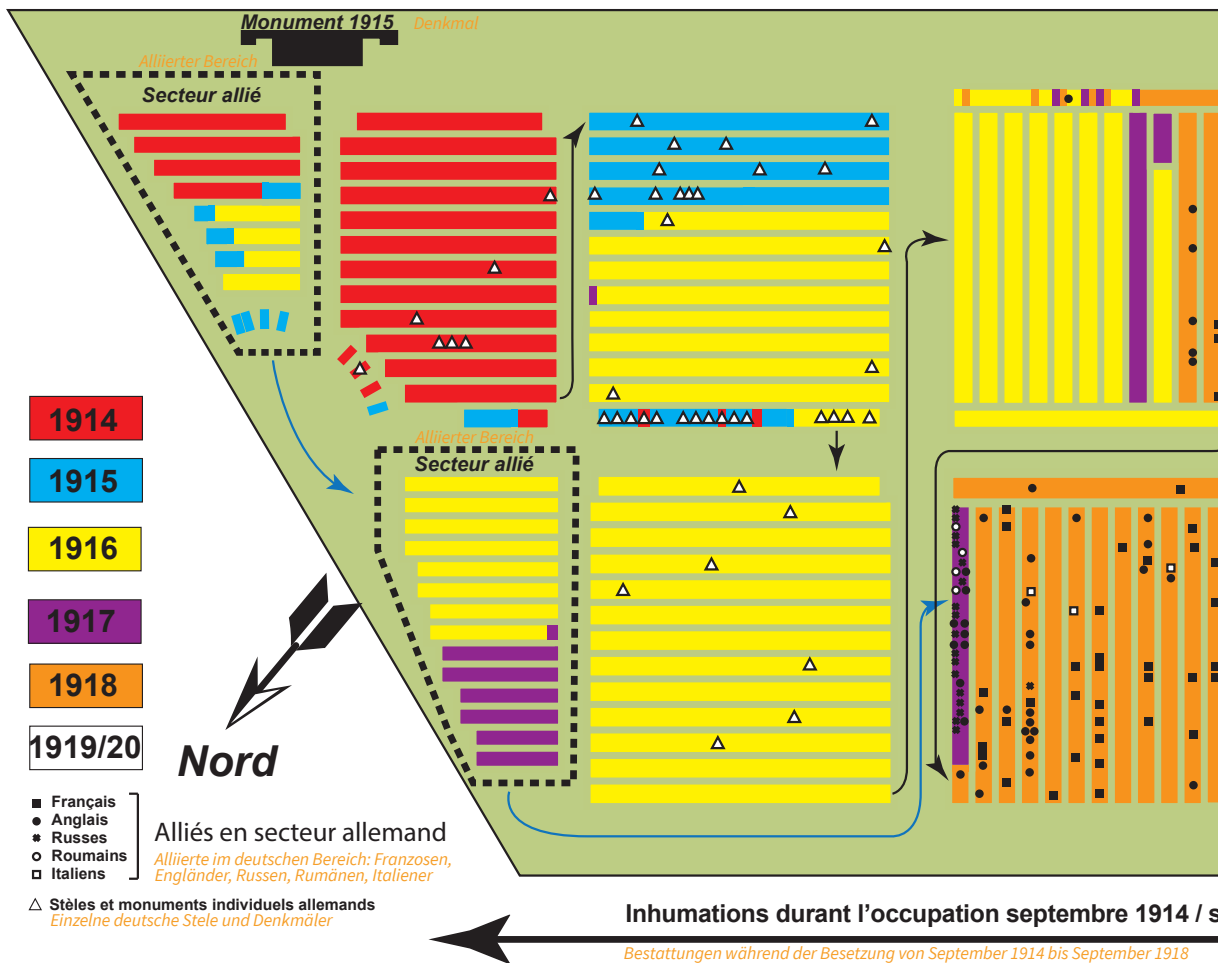 Monument 1915
Denkmal
Alliierter Bereich
Secteur allié
Alliierter Bereich
Secteur allié
1914
1915
1916
1917
1918
1919/20
Nord
Français
Anglais
Russes
Roumains
Italiens
Alliés en secteur allemand
Alliierte im deutschen Bereich: Franzosen,
Engländer, Russen, Rumänen, Italiener
Stèles et monuments individuels allemands
Einzelne deutsche Stele und Denkmäler
Inhumations durant l'occupation septembre 1914 / s
Bestattungen während der Besetzung von September 1914 bis September 1918